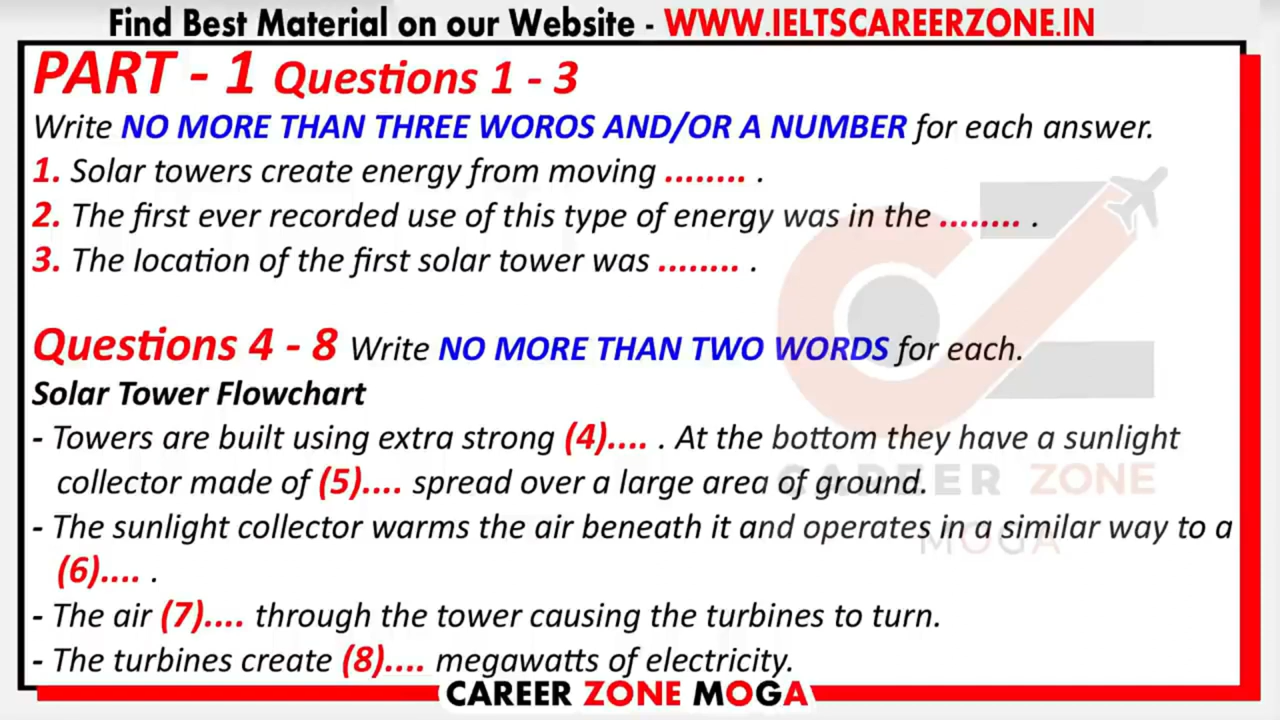 Find Best Material on our Website - WWW.IELTSCAREERZONE.IN
PART - 1 Questions 1 - 3
Write NO MORE THAN THREE WOROS AND/OR A NUMBER for each answer.
1. Solar towers create energy from moving ........ .
2. The first ever recorded use of this type of energy was in the ........ .
3. The location of the first solar tower was ........ .
Questions 4 - 8 Write NO MORE THAN TWO WORDS for each.
Solar Tower Flowchart
- Towers are built using extra strong (4).... . At the bottom they have a sunlight
collector made of (5).... spread over a large area of ground.
- The sunlight collector warms the air beneath it and operates in a similar way to a
(6).... .
- The air (7).... through the tower causing the turbines to turn.
- The turbines create (8).... megawatts of electricity.
CAREER ZONE
MOGA
CAREER ZONE MOGA